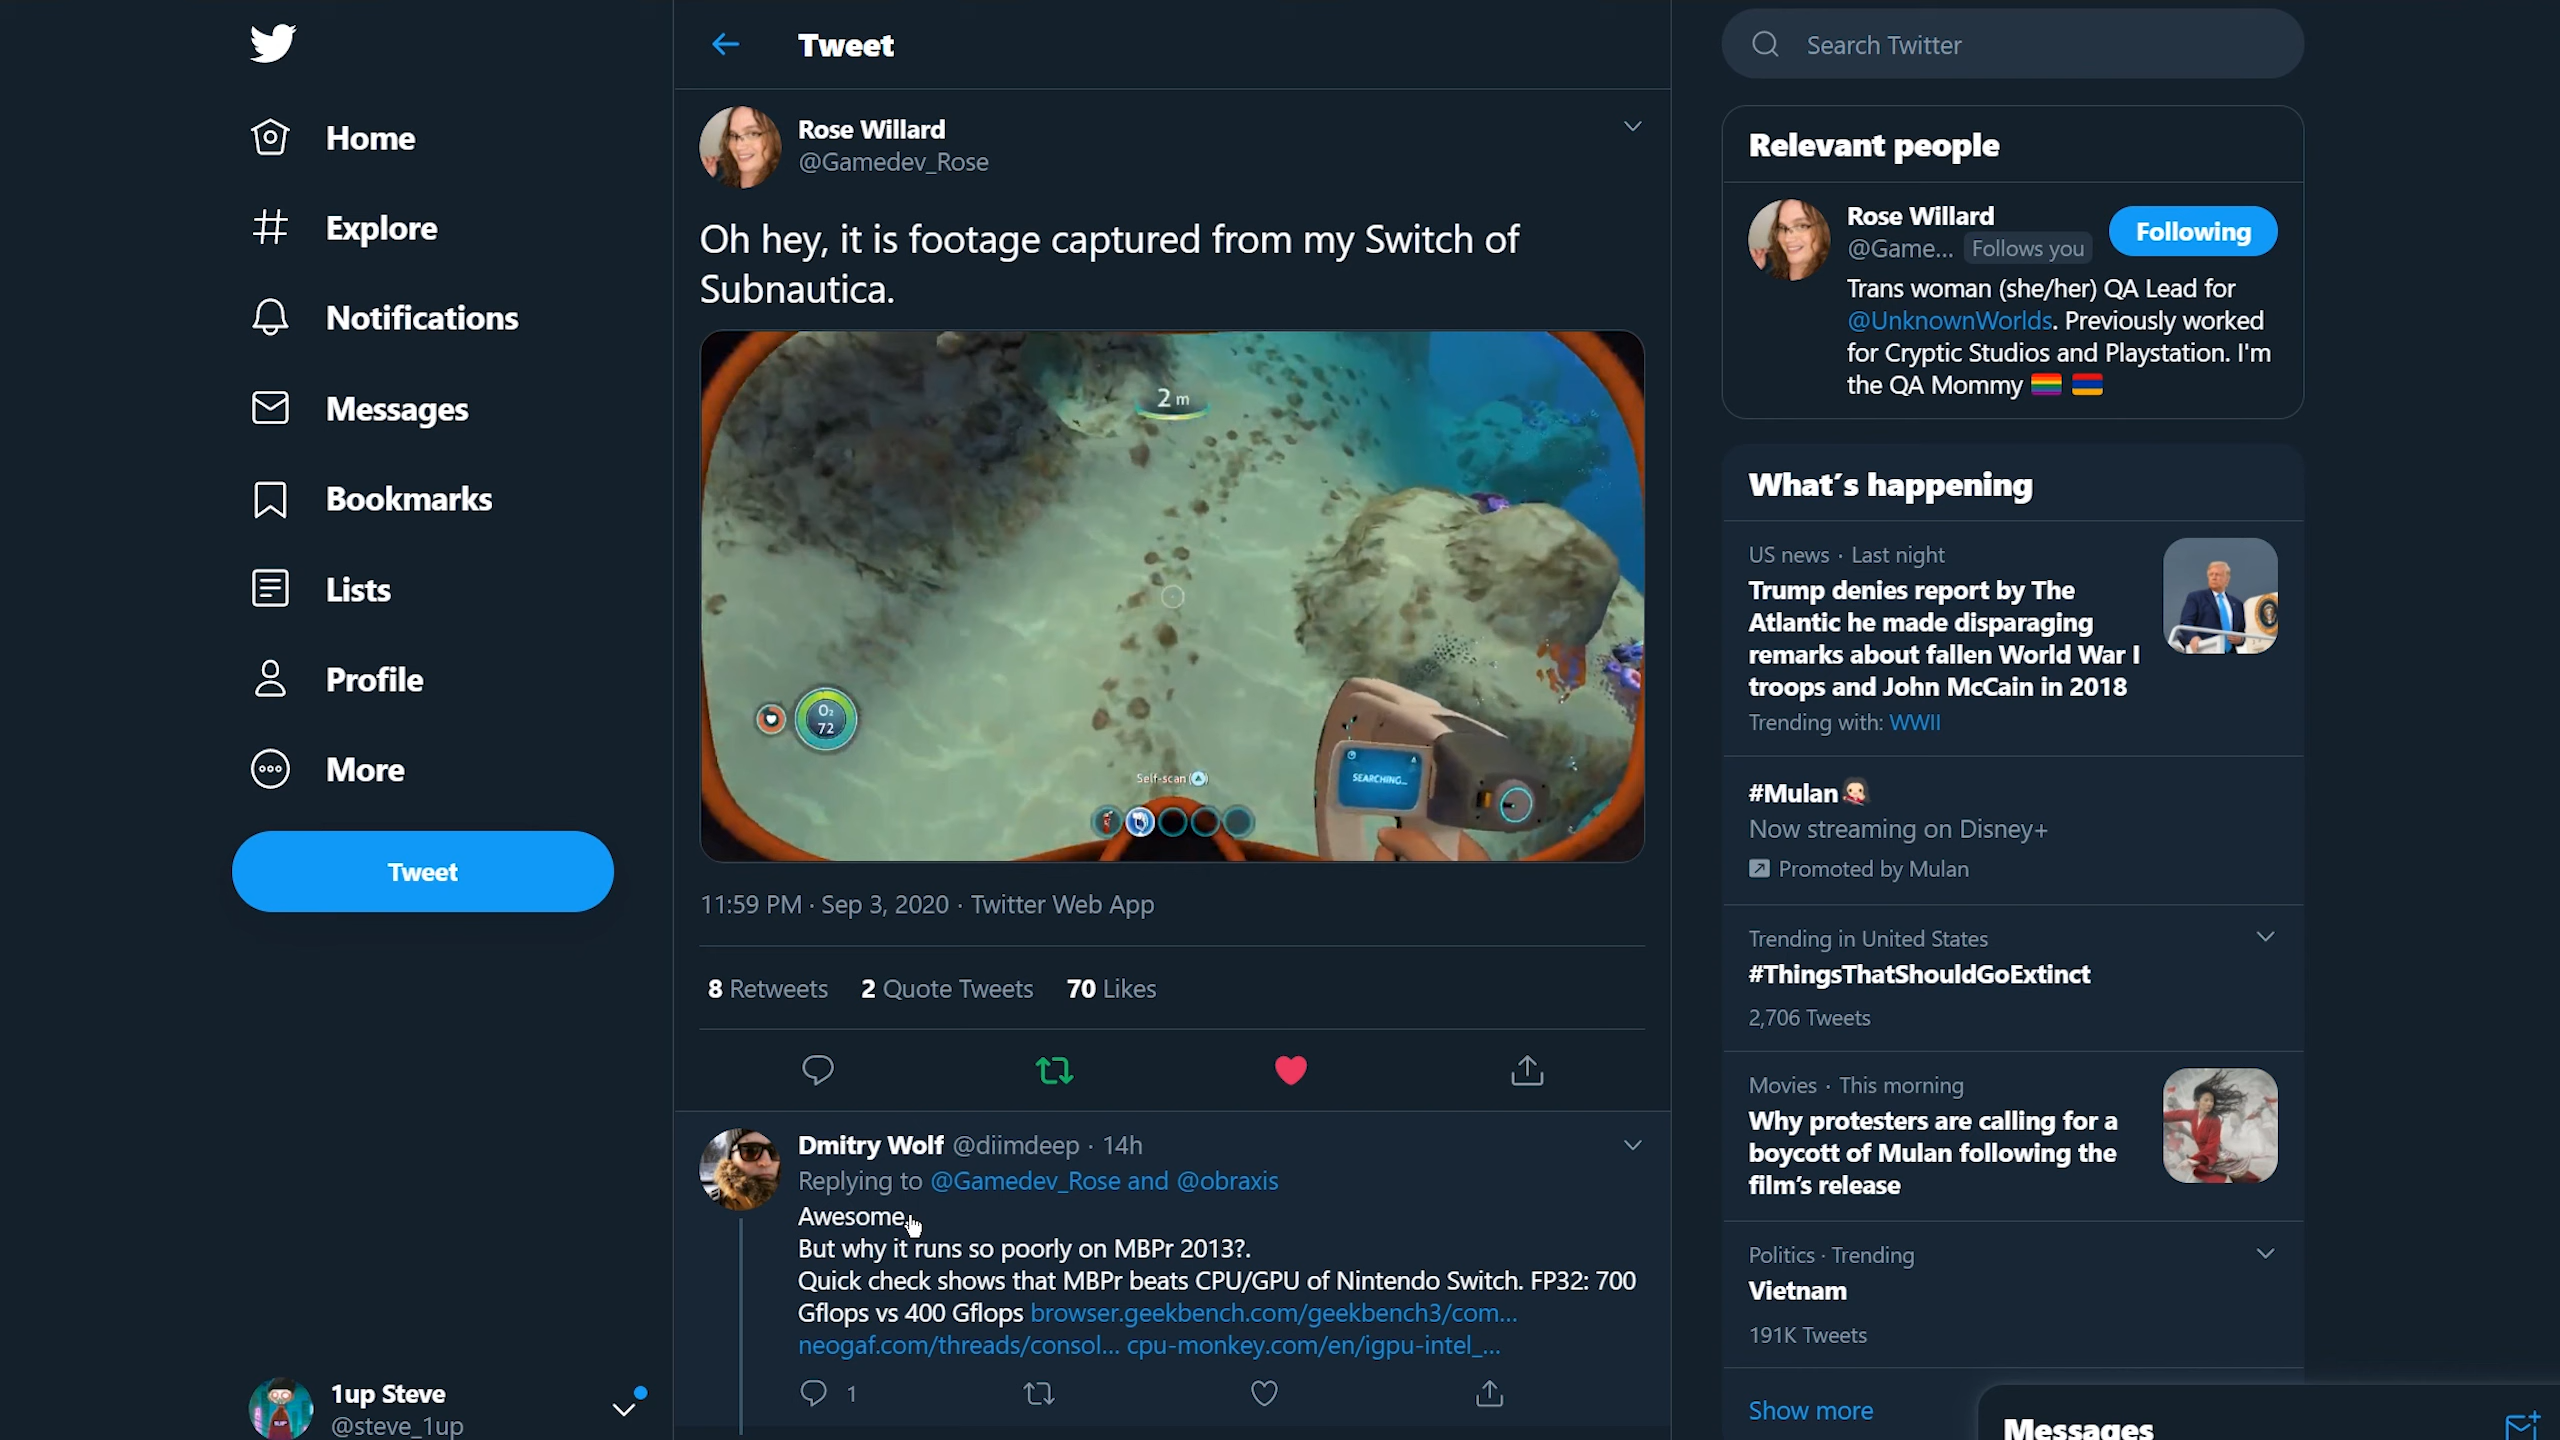 Home
Explore
Notifications
Messages
Bookmarks
Lists
Profile
More
Tweet
1up Steve
@steve_1up
Tweet
Rose Willard
@Gamedev_Rose
Oh hey, it is footage captured from my Switch of
Subnautica.
2 m
O₂
72
Self-scan (A)
SEARCHING...
11:59 PM · Sep 3, 2020 · Twitter Web App
8 Retweets 2 Quote Tweets 70 Likes
Dmitry Wolf @diimdeep · 14h
Replying to @Gamedev_Rose and @obraxis
Awesome.
But why it runs so poorly on MBPr 2013?.
Quick check shows that MBPr beats CPU/GPU of Nintendo Switch. FP32: 700
Gflops vs 400 Gflops browser.geekbench.com/geekbench3/com...
neogaf.com/threads/consol... cpu-monkey.com/en/igpu-intel_...
1
Search Twitter
Relevant people
Rose Willard
@Game... Follows you
Following
Trans woman (she/her) QA Lead for
@UnknownWorlds. Previously worked
for Cryptic Studios and Playstation. I'm
the QA Mommy
What's happening
US news · Last night
Trump denies report by The
Atlantic he made disparaging
remarks about fallen World War I
troops and John McCain in 2018
Trending with: WWII
#Mulan
Now streaming on Disney+
Promoted by Mulan
Trending in United States
#ThingsThatShouldGoExtinct
2,706 Tweets
Movies · This morning
Why protesters are calling for a
boycott of Mulan following the
film's release
Politics · Trending
Vietnam
191K Tweets
Show more
Messages